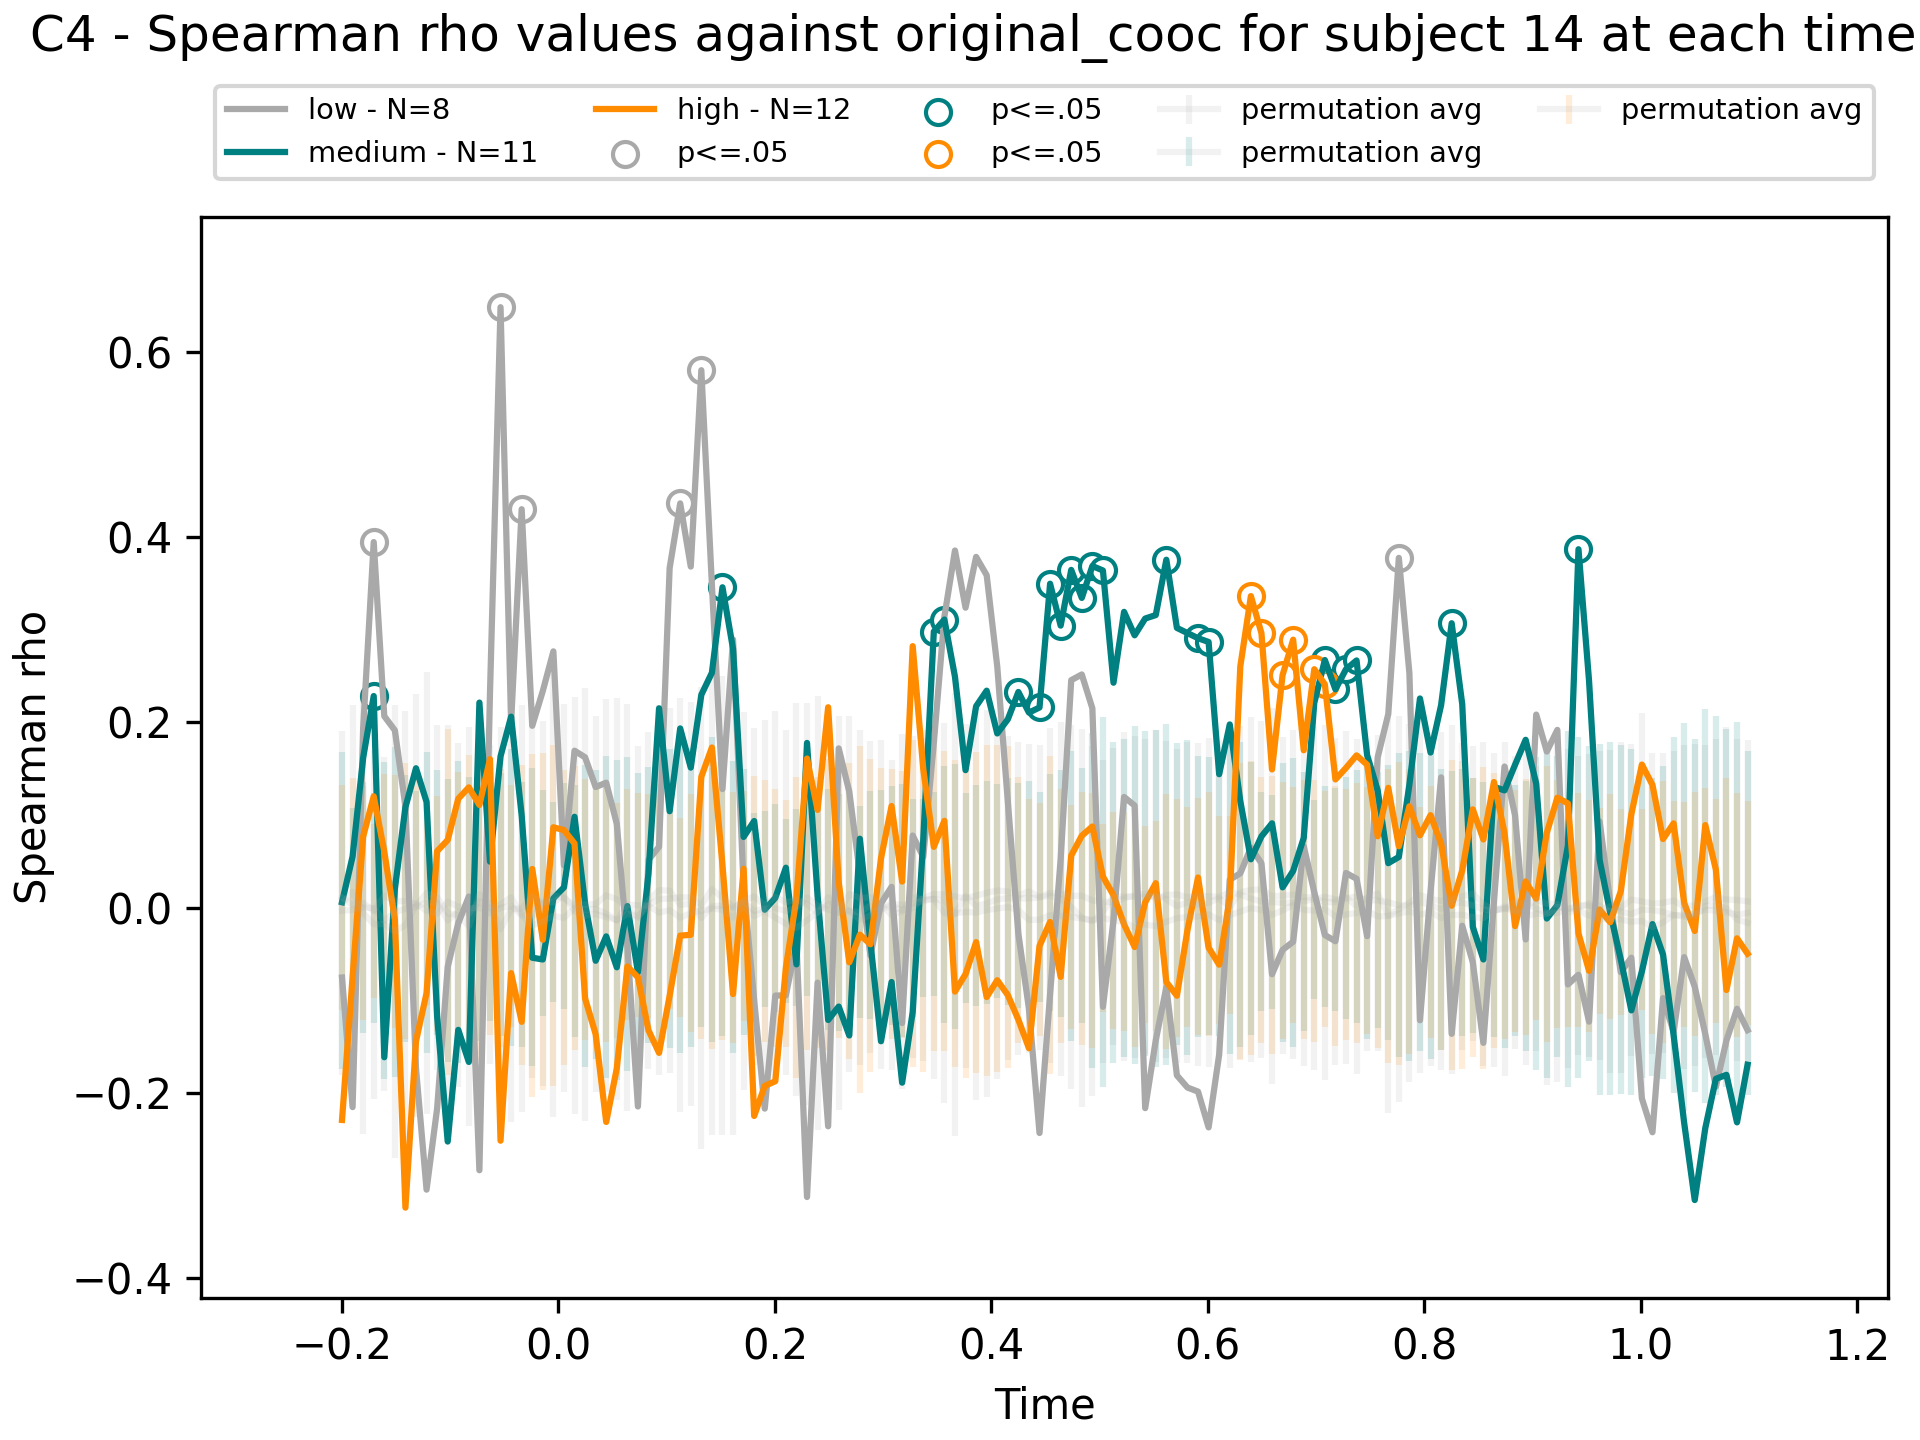 C4 - Spearman rho values against original_cooc for subject 14 at each time
low - N=8
medium - N=11
high - N=12
p<=.05
p<=.05
p<=.05
permutation avg
permutation avg
permutation avg
Spearman rho
0.6
0.4
0.2
0.0
−0.2
−0.4
−0.2 0.0 0.2 0.4 0.6 0.8 1.0 1.2
Time